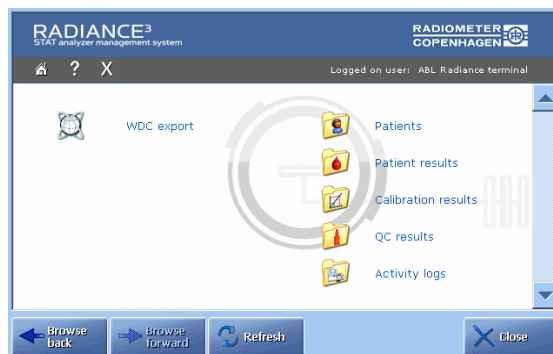 RADIANCE³
STAT analyzer management system
RADIOMETER
COPENHAGEN
? X
Logged on user: ABL Radiance terminal
WDC export
Patients
Patient results
Calibration results
QC results
Activity logs
Browse
back
Browse
forward
Refresh
Close